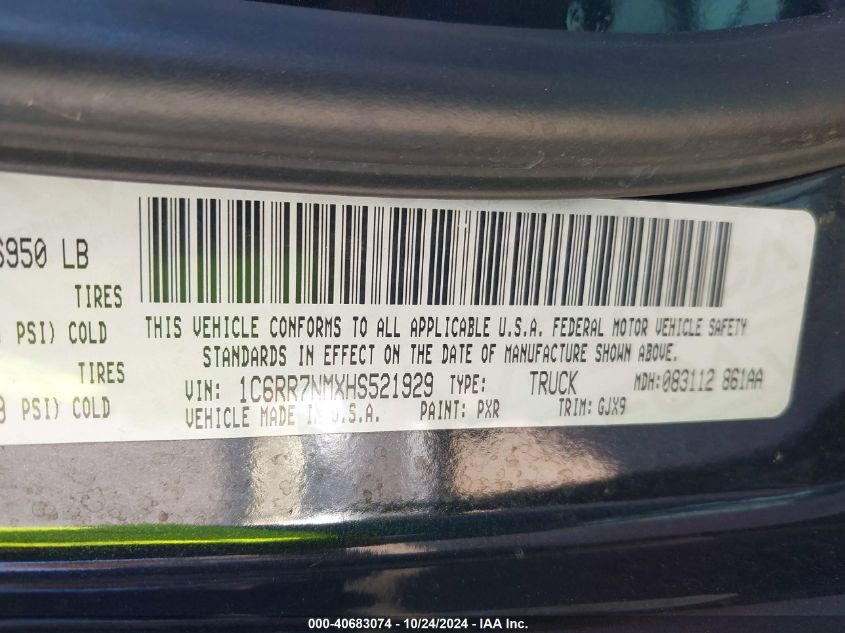 6950 LB
TIRES
PSI) COLD
TIRES
PSI) COLD
THIS VEHICLE CONFORMS TO ALL APPLICABLE U.S.A. FEDERAL MOTOR VEHICLE SAFETY
STANDARDS IN EFFECT ON THE DATE OF MANUFACTURE SHOWN ABOVE.
VIN: 1C6RR7NMXHS521929 TYPE: TRUCK MDH:083112 861AA
VEHICLE MADE IN U.S.A. PAINT: PXR TRIM: GJX9
000-40683074 - 10/24/2024 - IAA Inc.